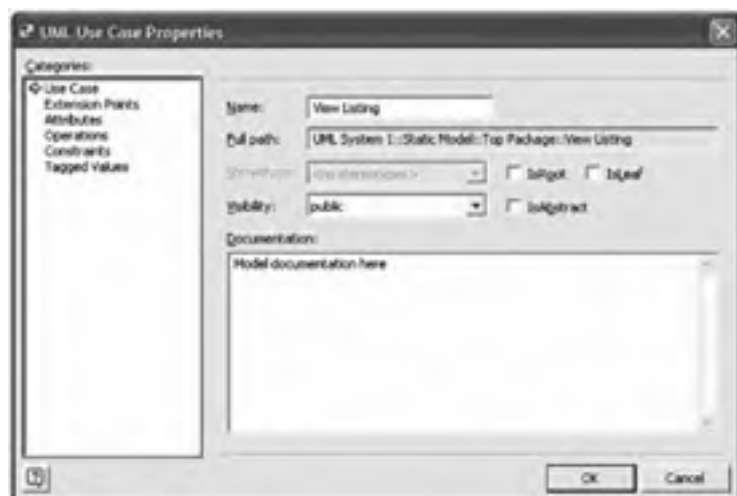 UML Use Case Properties
Categories:
Use Case
Extension Points
Attributes
Operations
Constraints
Tagged Values
Name: View Listing
Full path: UML System 1::Static Model::Top Package::View Listing
Stereotype: <no stereotypes> IsRoot IsLeaf
Visibility: public IsAbstract
Documentation:
Model documentation here
OK Cancel